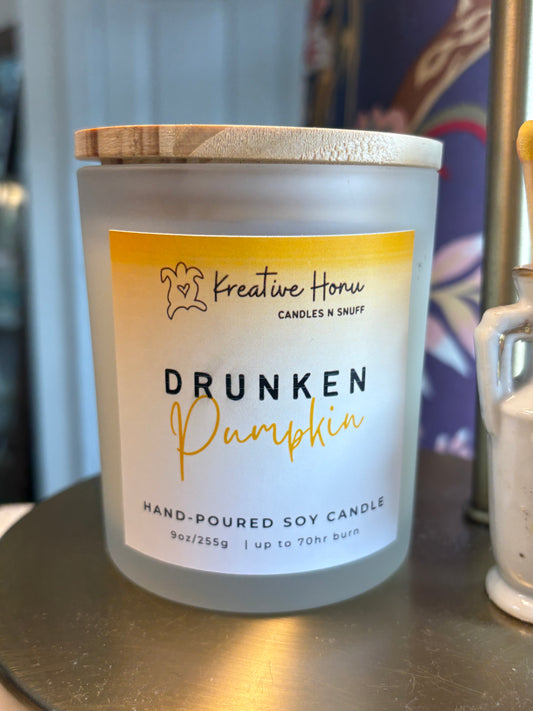 Kreative Honu
CANDLES N SNUFF
DRUNKEN
Pumpkin
HAND-POURED SOY CANDLE
9oz/255g | up to 70hr burn